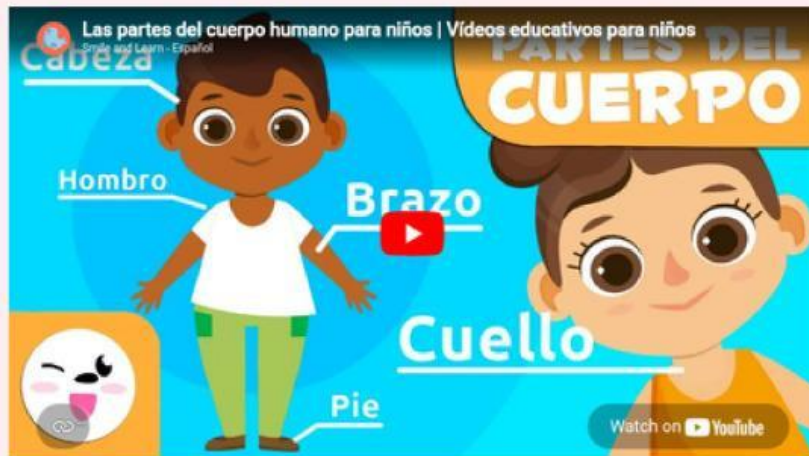 Las partes del cuerpo humano para niños | Vídeos educativos para niños
Smile and Learn - Español
PARTES DEL
CUERPO
Cabeza
Hombro
Brazo
Cuello
Pie
Watch on YouTube